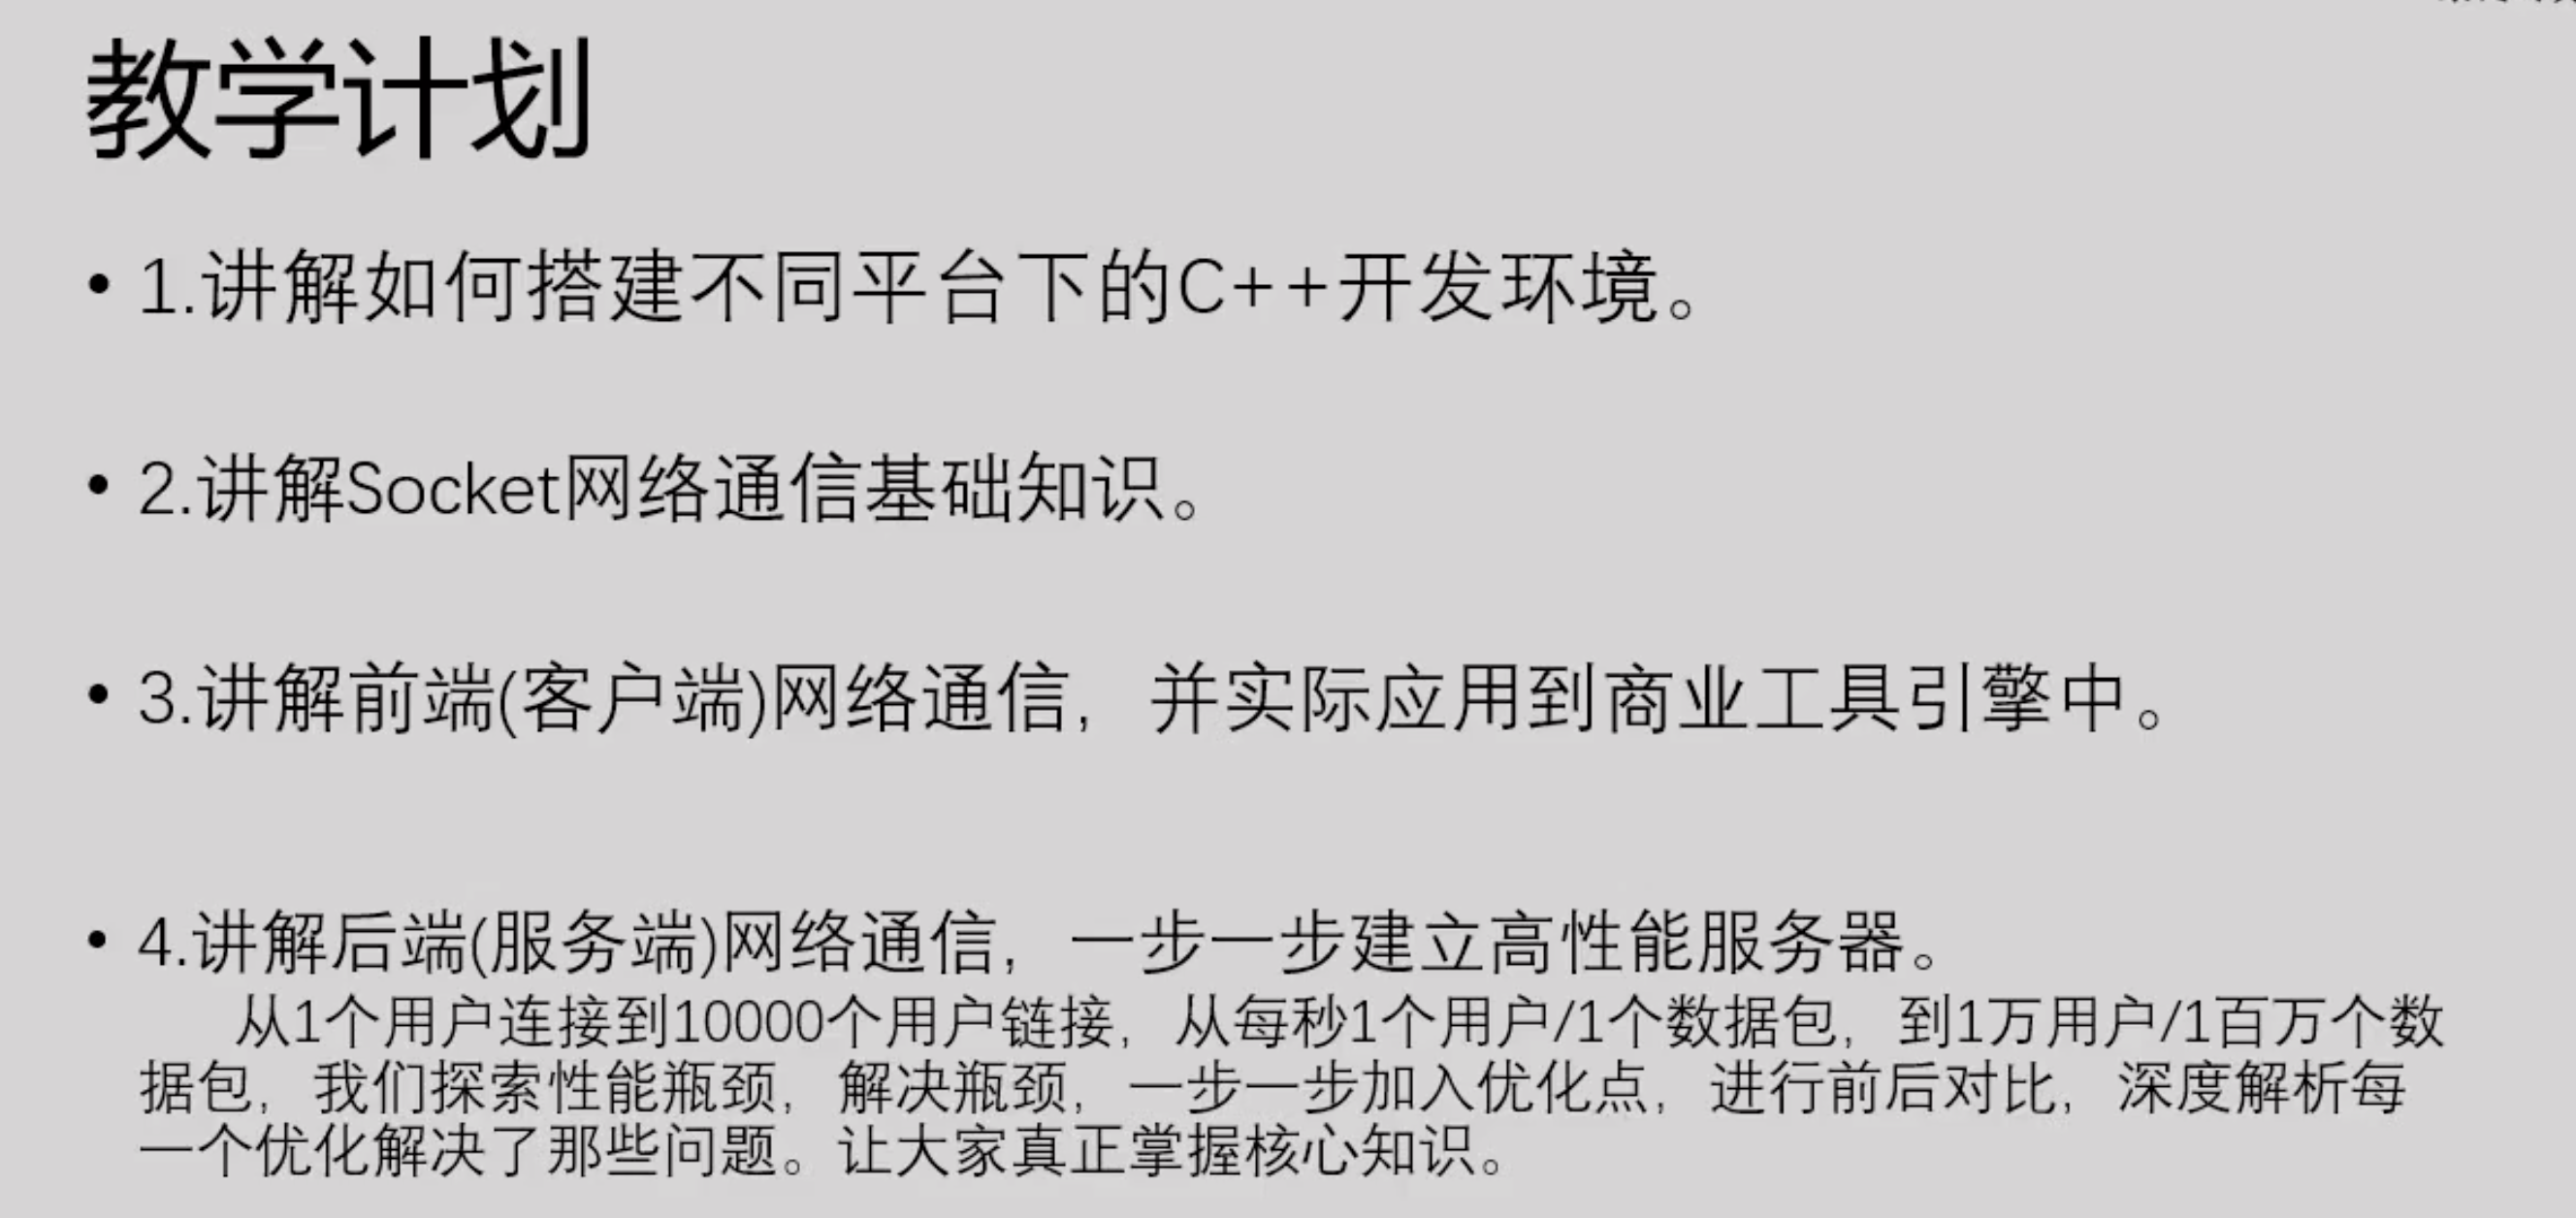 教学计划
• 1.讲解如何搭建不同平台下的C++开发环境。
• 2.讲解Socket网络通信基础知识。
• 3.讲解前端(客户端)网络通信，并实际应用到商业工具引擎中。
• 4.讲解后端(服务端)网络通信，一步一步建立高性能服务器。
从1个用户连接到10000个用户链接，从每秒1个用户/1个数据包，到1万用户/1百万个数
据包，我们探索性能瓶颈，解决瓶颈，一步一步加入优化点，进行前后对比，深度解析每
一个优化解决了那些问题。让大家真正掌握核心知识。